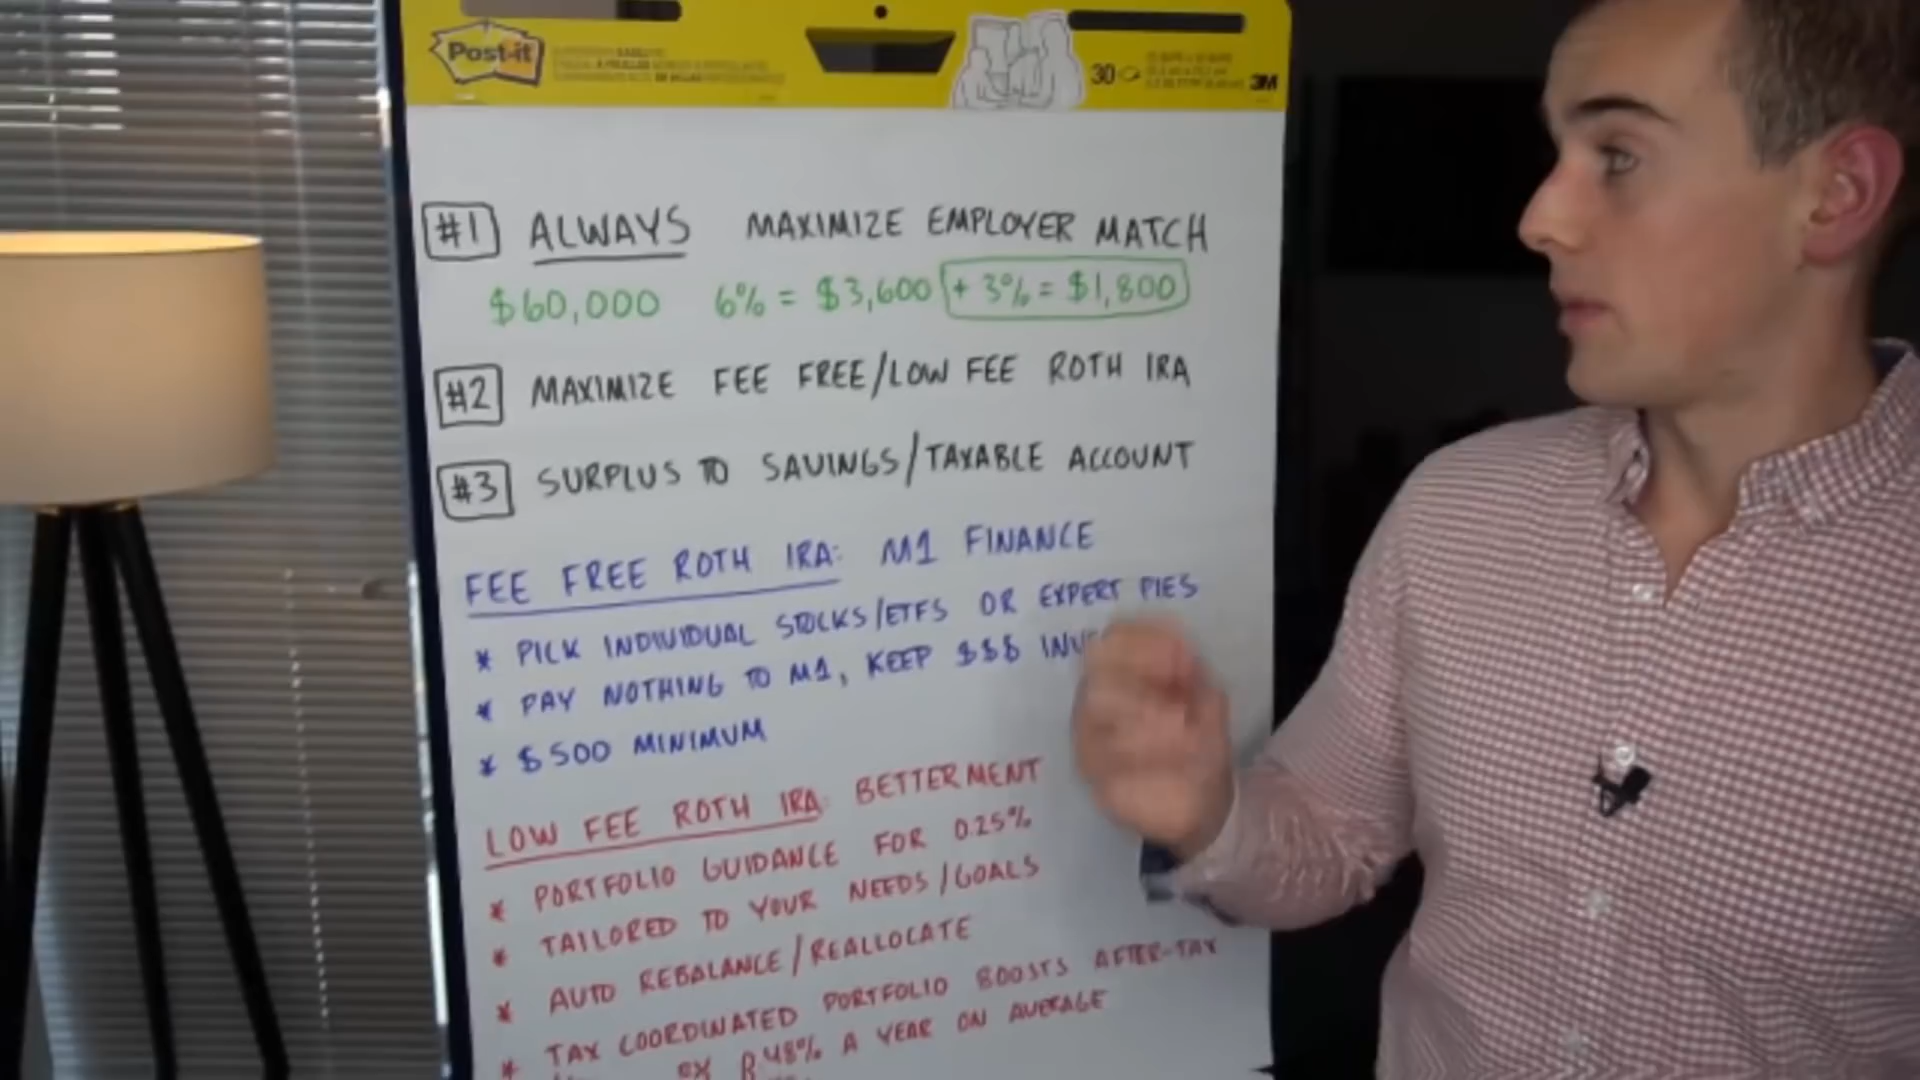 Post-it
30
3M
#1 ALWAYS MAXIMIZE EMPLOYER MATCH
$60,000 6% = $3,600 + 3% = $1,800
#2 MAXIMIZE FEE FREE/LOW FEE ROTH IRA
#3 SURPLUS TO SAVINGS/TAXABLE ACCOUNT
FEE FREE ROTH IRA: M1 FINANCE
* PICK INDIVIDUAL STOCKS/ETFS OR EXPERT PIES
* PAY NOTHING TO M1, KEEP $$$
* $500 MINIMUM
LOW FEE ROTH IRA: BETTERMENT
* PORTFOLIO GUIDANCE FOR 0.25%
* TAILORED TO YOUR NEEDS/GOALS
* AUTO REBALANCE/REALLOCATE
* TAX COORDINATED PORTFOLIO BOOSTS AFTER-TAX
48% A YEAR ON AVERAGE